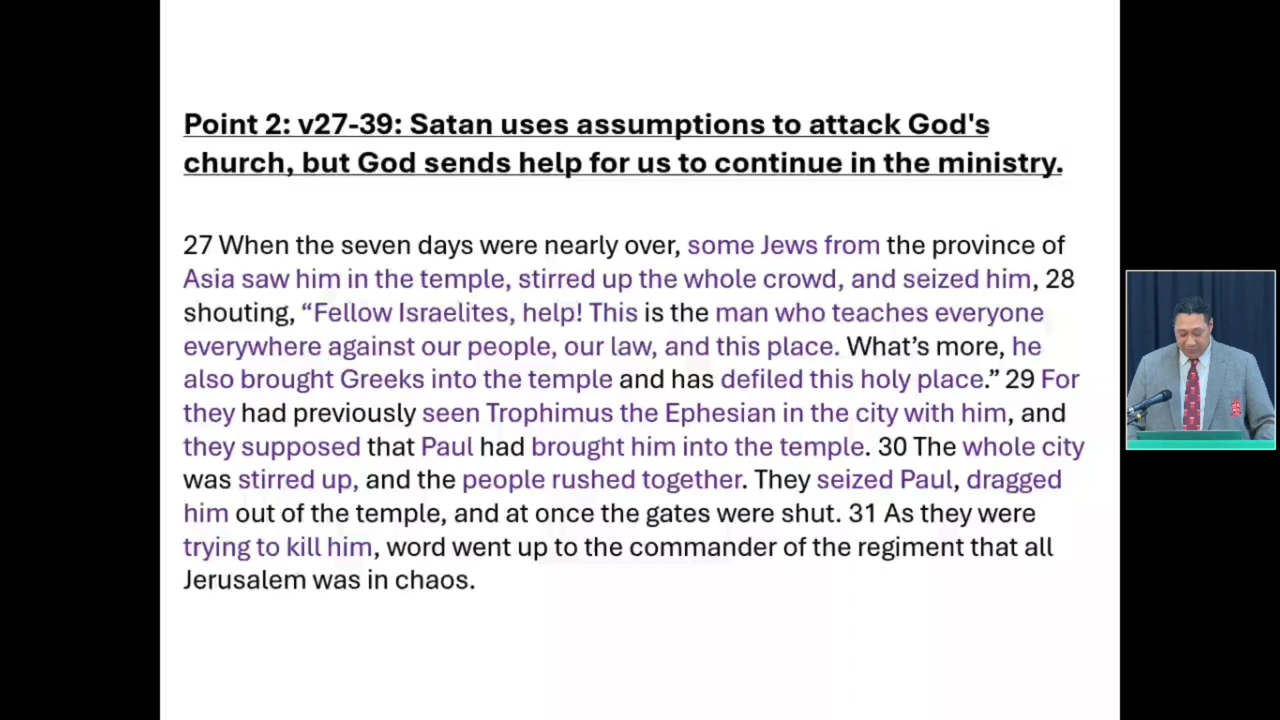 Point 2: v27-39: Satan uses assumptions to attack God's
church, but God sends help for us to continue in the ministry.
27 When the seven days were nearly over, some Jews from the province of
Asia saw him in the temple, stirred up the whole crowd, and seized him, 28
shouting, “Fellow Israelites, help! This is the man who teaches everyone
everywhere against our people, our law, and this place. What’s more, he
also brought Greeks into the temple and has defiled this holy place.” 29 For
they had previously seen Trophimus the Ephesian in the city with him, and
they supposed that Paul had brought him into the temple. 30 The whole city
was stirred up, and the people rushed together. They seized Paul, dragged
him out of the temple, and at once the gates were shut. 31 As they were
trying to kill him, word went up to the commander of the regiment that all
Jerusalem was in chaos.